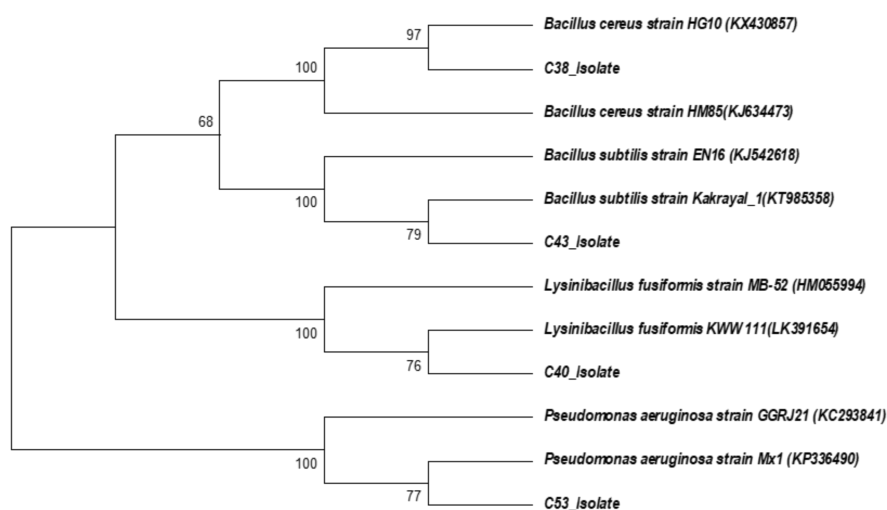 Bacillus cereus strain HG10 (KX430857)
97
C38_Isolate
100
Bacillus cereus strain HM85(KJ634473)
68
Bacillus subtilis strain EN16 (KJ542618)
100
Bacillus subtilis strain Kakrayal_1(KT985358)
79
C43_Isolate
Lysinibacillus fusiformis strain MB-52 (HM055994)
100
Lysinibacillus fusiformis KWW 111(LK391654)
76
C40_Isolate
Pseudomonas aeruginosa strain GGRJ21 (KC293841)
100
Pseudomonas aeruginosa strain Mx1 (KP336490)
77
C53_Isolate